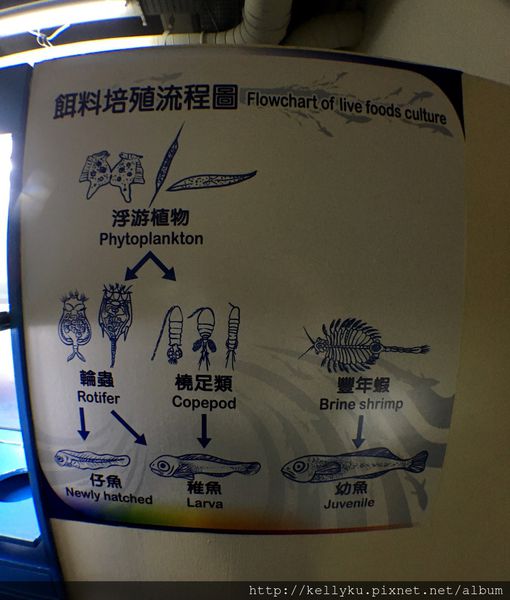 餌料培殖流程圖 Flowchart of live foods culture
浮游植物
Phytoplankton
輪蟲
Rotifer
橈足類
Copepod
豐年蝦
Brine shrimp
仔魚
Newly hatched
稚魚
Larva
幼魚
Juvenile
http://kellyku.pixnet.net/album